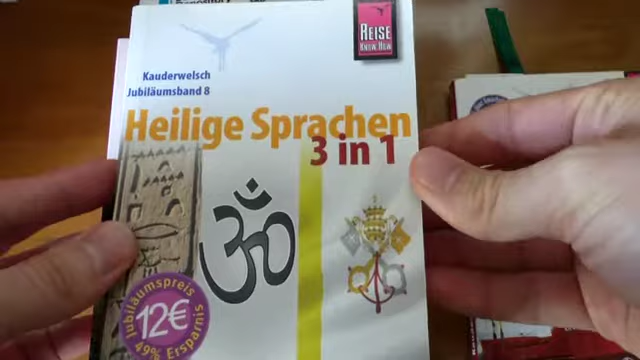 REISE
KNOW-HOW
Kauderwelsch
Jubiläumsband 8
Heilige Sprachen
3 in 1
ॐ
Jubiläumspreis
12€
49% Ersparnis